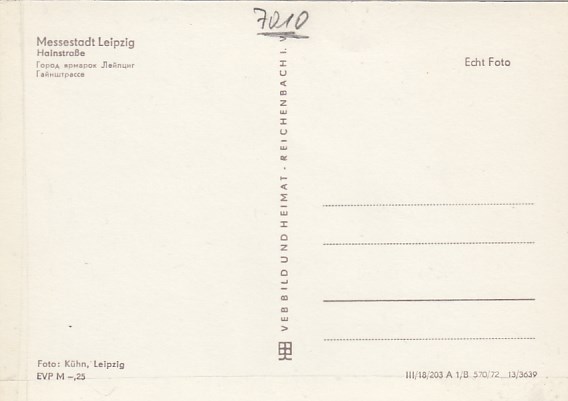 7010
Messestadt Leipzig
Hainstraße
Город ярмарок Лейпциг
Гайнштрассе
Echt Foto
VEB BILD UND HEIMAT · REICHENBACH I. V
Foto: Kühn, Leipzig
EVP M –,25
III/18/203 A 1/B 570/72 13/3639